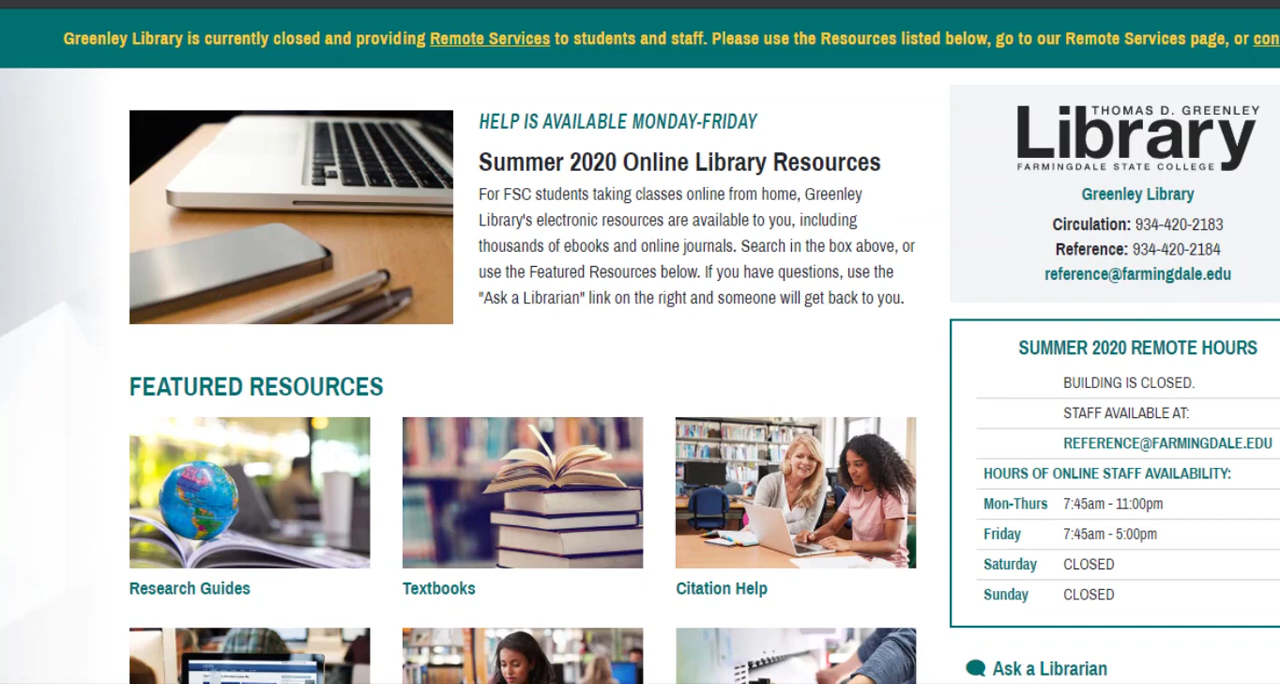 Greenley Library is currently closed and providing Remote Services to students and staff. Please use the Resources listed below, go to our Remote Services page, or
HELP IS AVAILABLE MONDAY-FRIDAY
Summer 2020 Online Library Resources
For FSC students taking classes online from home, Greenley
Library's electronic resources are available to you, including
thousands of ebooks and online journals. Search in the box above, or
use the Featured Resources below. If you have questions, use the
"Ask a Librarian" link on the right and someone will get back to you.
FEATURED RESOURCES
Research Guides
Textbooks
Citation Help
THOMAS D. GREENLEY
Library
FARMINGDALE STATE COLLEGE
Greenley Library
Circulation: 934-420-2183
Reference: 934-420-2184
reference@farmingdale.edu
SUMMER 2020 REMOTE HOURS
BUILDING IS CLOSED.
STAFF AVAILABLE AT:
REFERENCE@FARMINGDALE.EDU
HOURS OF ONLINE STAFF AVAILABILITY:
Mon-Thurs 7:45am - 11:00pm
Friday 7:45am - 5:00pm
Saturday CLOSED
Sunday CLOSED
Ask a Librarian